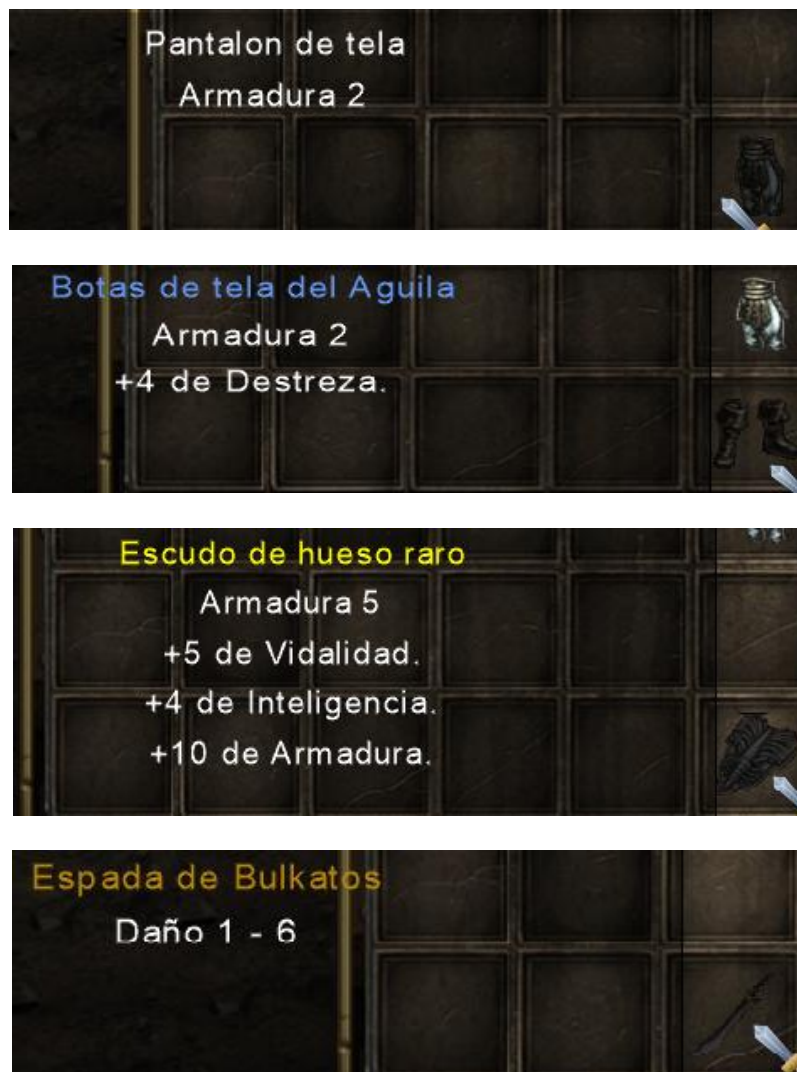 Pantalon de tela
Armadura 2
Botas de tela del Aguila
Armadura 2
+4 de Destreza.
Escudo de hueso raro
Armadura 5
+5 de Vidalidad.
+4 de Inteligencia.
+10 de Armadura.
Espada de Bulkatos
Daño 1 - 6